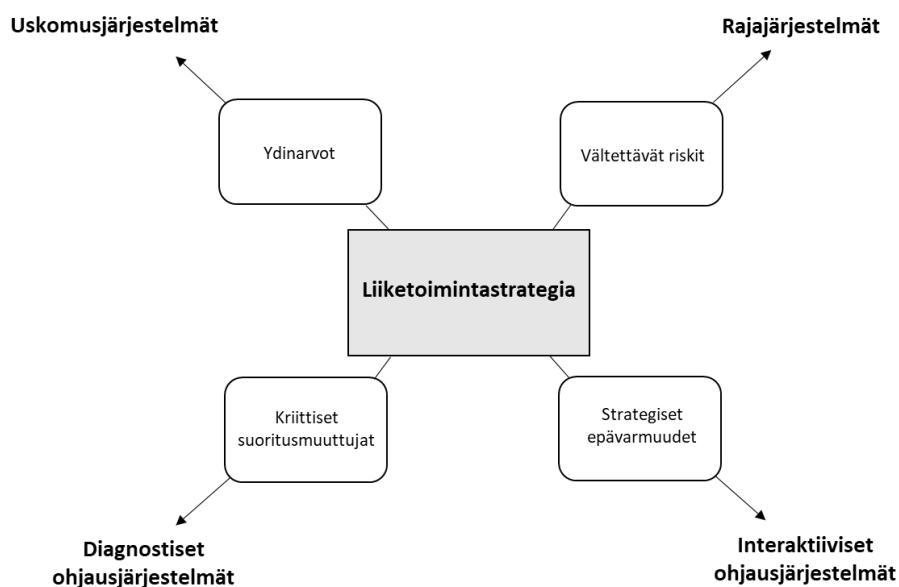 Uskomusjärjestelmät
Rajajärjestelmät
Ydinarvot
Vältettävät riskit
Liiketoimintastrategia
Kriittiset
suoritusmuuttujat
Strategiset
epävarmuudet
Diagnostiset
ohjausjärjestelmät
Interaktiiviset
ohjausjärjestelmät